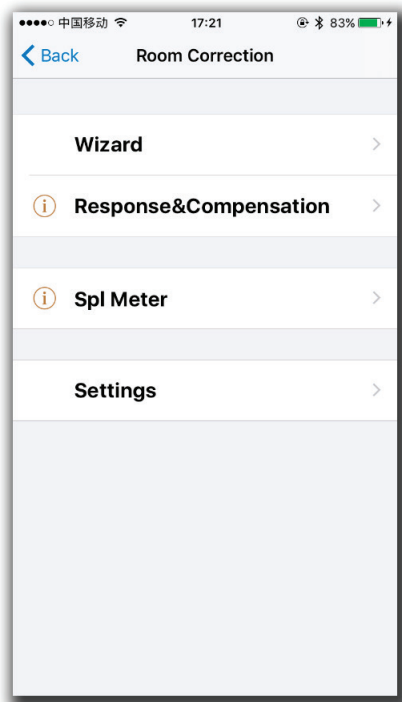 中国移动 17:21 83%
Back Room Correction
Wizard
Response&Compensation
Spl Meter
Settings